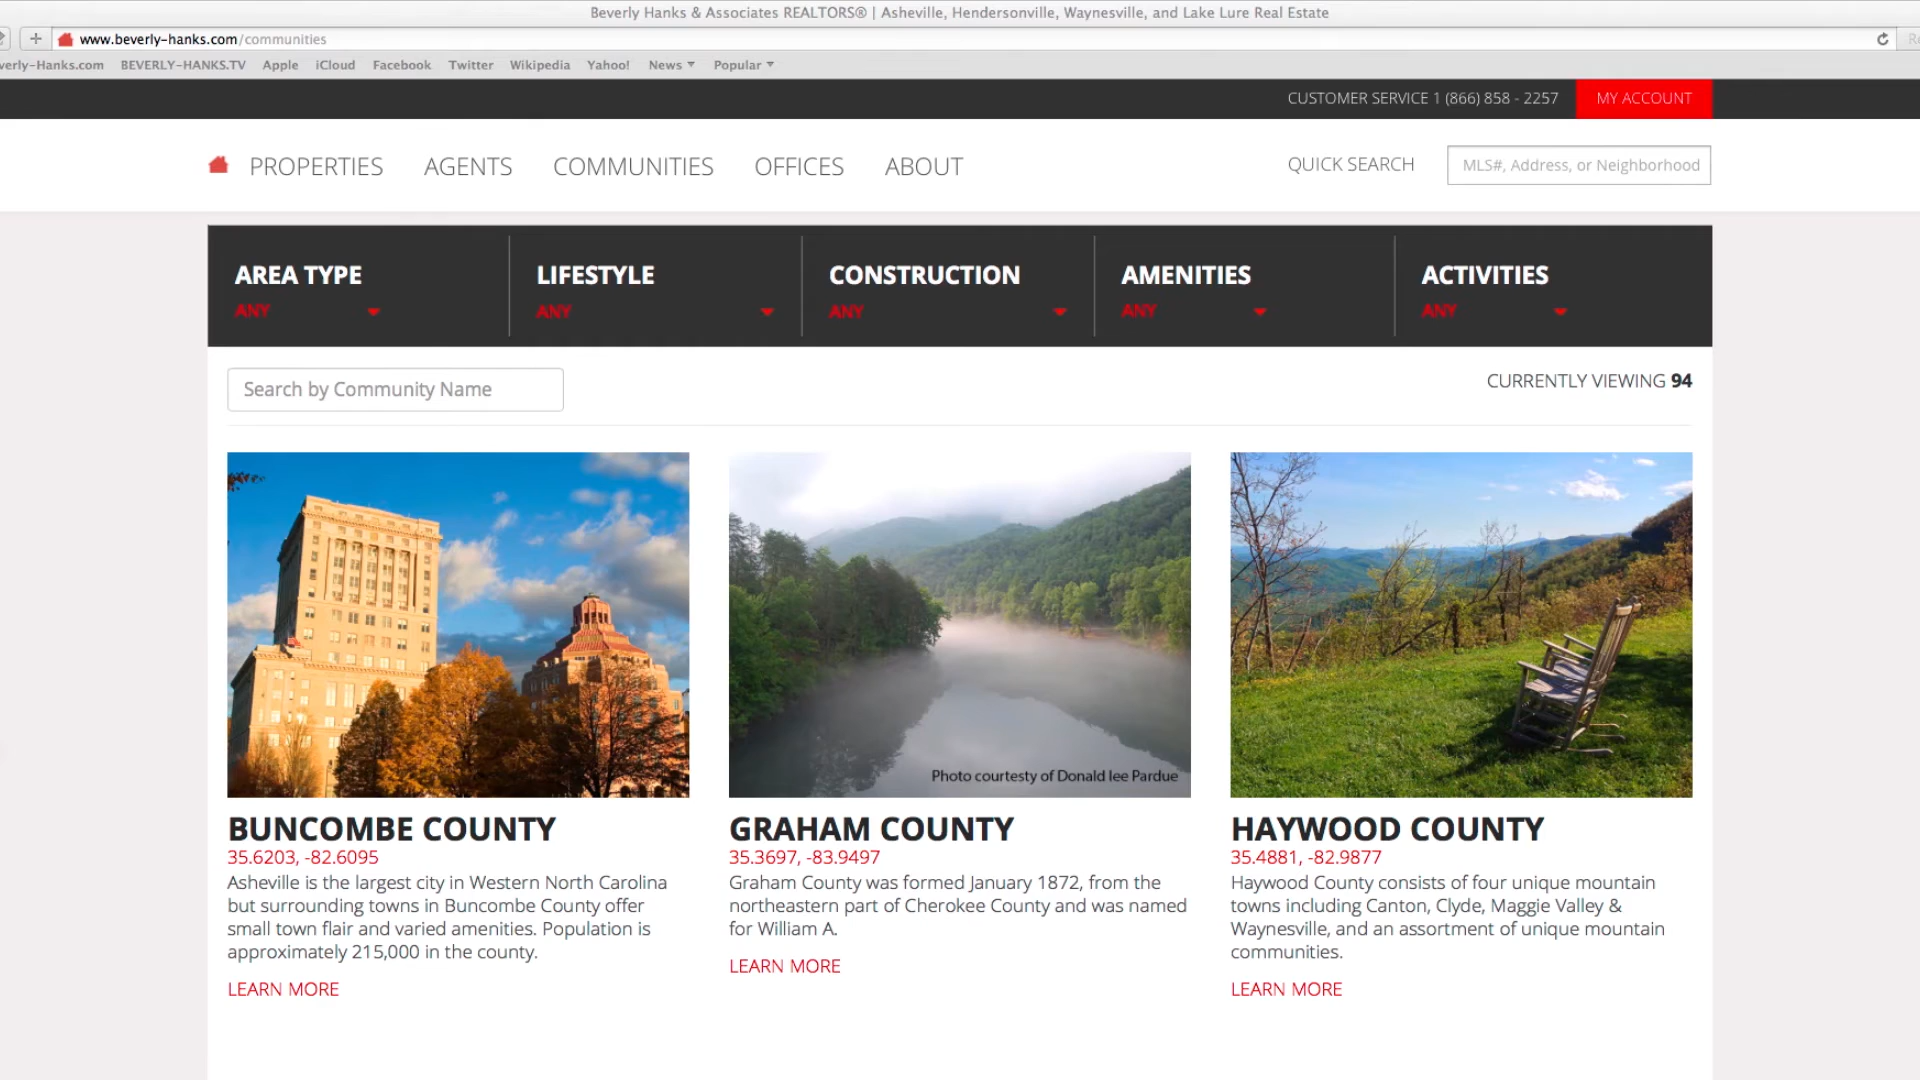 Beverly Hanks & Associates REALTORS® | Asheville, Hendersonville, Waynesville, and Lake Lure Real Estate
www.beverly-hanks.com/communities
verly-Hanks.com BEVERLY-HANKS.TV Apple iCloud Facebook Twitter Wikipedia Yahoo! News Popular
CUSTOMER SERVICE 1 (866) 858 - 2257 MY ACCOUNT
PROPERTIES AGENTS COMMUNITIES OFFICES ABOUT QUICK SEARCH MLS#, Address, or Neighborhood
AREA TYPE LIFESTYLE CONSTRUCTION AMENITIES ACTIVITIES
ANY ANY ANY ANY ANY
Search by Community Name
CURRENTLY VIEWING 94
Photo courtesty of Donald lee Pardue
BUNCOMBE COUNTY
35.6203, -82.6095
Asheville is the largest city in Western North Carolina
but surrounding towns in Buncombe County offer
small town flair and varied amenities. Population is
approximately 215,000 in the county.
LEARN MORE
GRAHAM COUNTY
35.3697, -83.9497
Graham County was formed January 1872, from the
northeastern part of Cherokee County and was named
for William A.
LEARN MORE
HAYWOOD COUNTY
35.4881, -82.9877
Haywood County consists of four unique mountain
towns including Canton, Clyde, Maggie Valley &
Waynesville, and an assortment of unique mountain
communities.
LEARN MORE